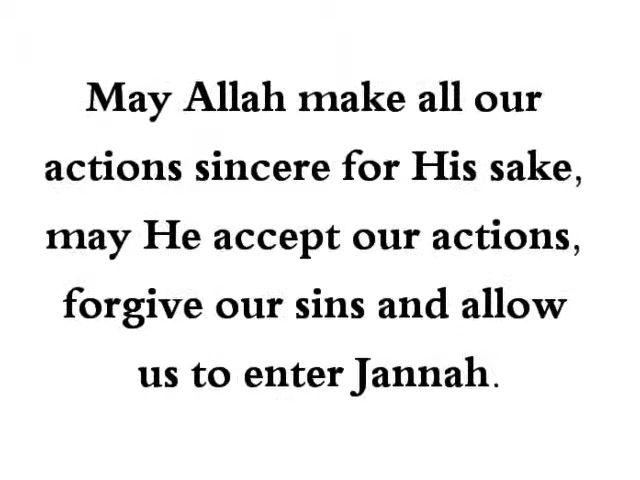 May Allah make all our
actions sincere for His sake,
may He accept our actions,
forgive our sins and allow
us to enter Jannah.